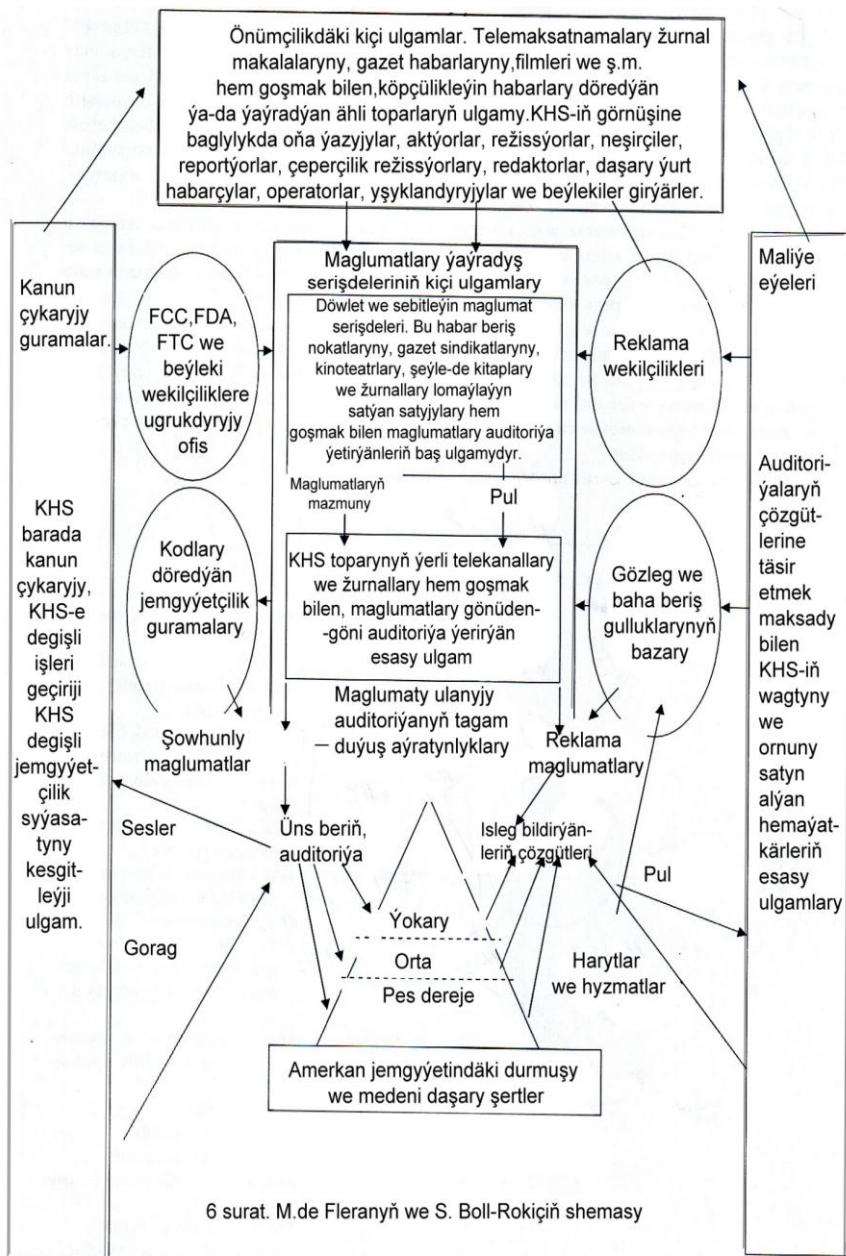 Önümçilikdäki kiçi ulgamlar. Telemaksatnamalary žurnal
makalalaryny, gazet habarlaryny,filmleri we ş.m.
hem goşmak bilen,köpçülikleýin habarlary döredýän
ýa-da ýaýradýan ähli toparlaryň ulgamy.KHS-iň görnüşine
baglylykda oňa ýazyjylar, aktýorlar, režissýorlar, neşirçiler,
reportýorlar, çeperçilik režissýorlary, redaktorlar, daşary ýurt
habarçylar, operatorlar, yşyklandyryjylar we beýlekiler girýärler.
Kanun
çykaryjy
guramalar.
KHS
barada
kanun
çykaryjy,
KHS-e
degişli
işleri
geçiriji
KHS
degişli
jemgyýet-
çilik
syýasa-
tyny
kesgit-
leýji
ulgam.
FCC,FDA,
FTC we
beýleki
wekilçiliklere
ugrukdyryjy
ofis
Kodlary
döredýän
jemgyýetçilik
guramalary
Maglumatlary ýaýradyş
serişdeleriniň kiçi ulgamlary
Döwlet we sebitleýin maglumat
serişdeleri. Bu habar beriş
nokatlaryny, gazet sindikatlaryny,
kinoteatrlary, şeýle-de kitaplary
we žurnallary lomaýlaýyn
satýan satyjylary hem
goşmak bilen maglumatlary auditoriýa
ýetirýänleriň baş ulgamydyr.
Maglumatlaryň
mazmuny
Pul
KHS toparynyň ýerli telekanallary
we žurnallary hem goşmak
bilen, maglumatlary gönüden-
-göni auditoriýa ýerirýän
esasy ulgam
Reklama
wekilçilikleri
Gözleg we
baha beriş
gulluklarynyň
bazary
Maliýe
eýeleri
Auditori-
ýalaryň
çözgüt-
lerine
täsir
etmek
maksady
bilen
KHS-iň
wagtyny
we
ornuny
satyn
alýan
hemaýat-
kärleriň
esasy
ulgamlary
Maglumaty ulanyjy
auditoriýanyň tagam
– duýuş aýratynlyklary
Şowhunly
maglumatlar
Reklama
maglumatlary
Sesler
Üns beriň,
auditoriýa
Isleg bildirýän-
leriň çözgütleri
Pul
Ýokary
Orta
Pes dereje
Gorag
Harytlar
we hyzmatlar
Amerkan jemgyýetindäki durmuşy
we medeni daşary şertler
6 surat. M.de Fleranyň we S. Boll-Rokiçiň shemasy